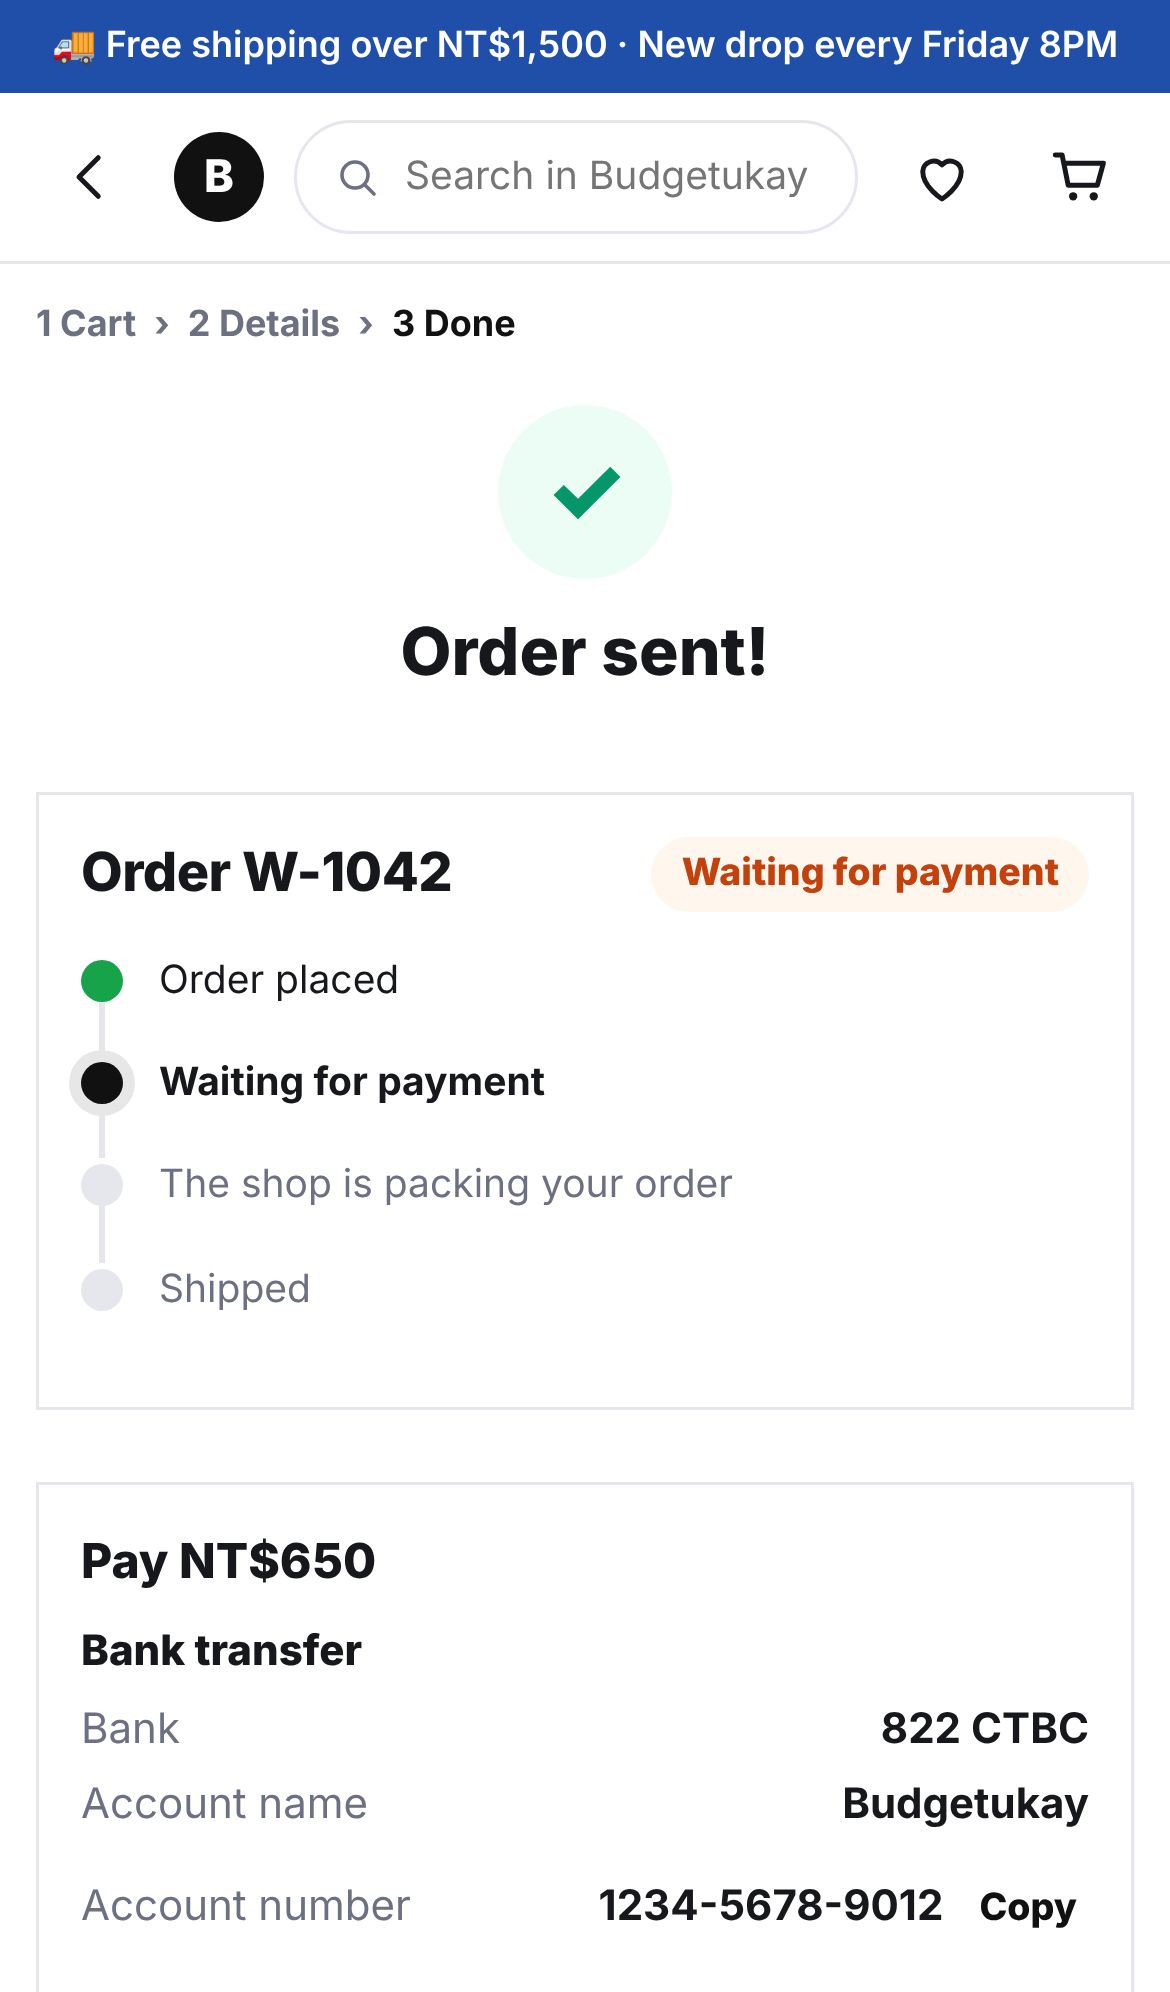 🚚 Free shipping over NT$1,500 · New drop every Friday 8PM
B
Search in Budgetukay
1 Cart › 2 Details › 3 Done
Order sent!
Order W-1042
Waiting for payment
Order placed
Waiting for payment
The shop is packing your order
Shipped
Pay NT$650
Bank transfer
Bank 822 CTBC
Account name Budgetukay
Account number 1234-5678-9012 Copy